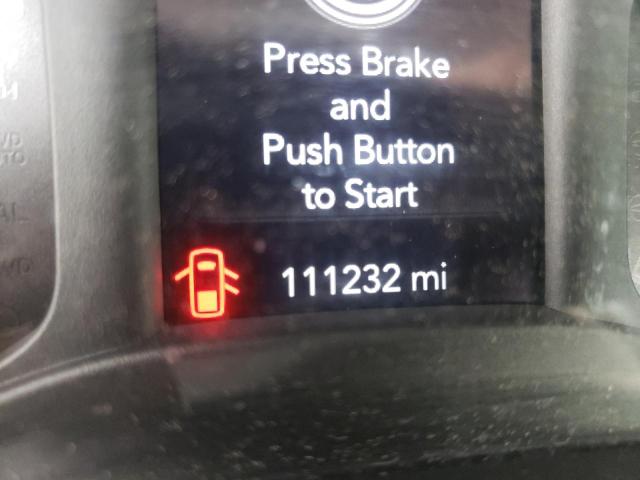 Press Brake
and
Push Button
to Start
111232 mi